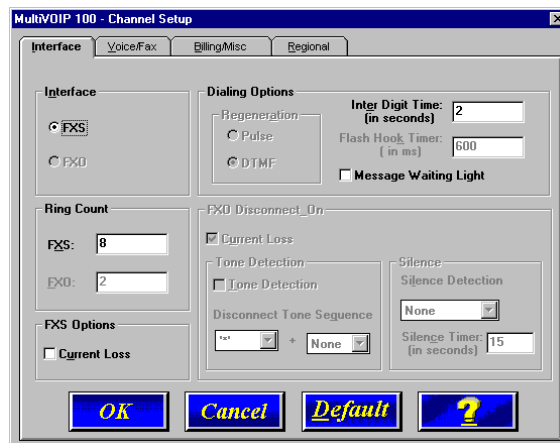 MultiVOIP 100 - Channel Setup
Interface
Voice/Fax
Billing/Misc
Regional
Interface
FXS
FXO
Dialing Options
Regeneration
Pulse
DTMF
Inter Digit Time:
(in seconds)
2
Flash Hook Timer:
( in ms)
600
Message Waiting Light
Ring Count
FXS:
8
FXO:
2
FXS Options
Current Loss
FXO Disconnect_On
Current Loss
Tone Detection
Tone Detection
Disconnect Tone Sequence
'*'
+
None
Silence
Silence Detection
None
Silence Timer:
(in seconds)
15
OK
Cancel
Default
?